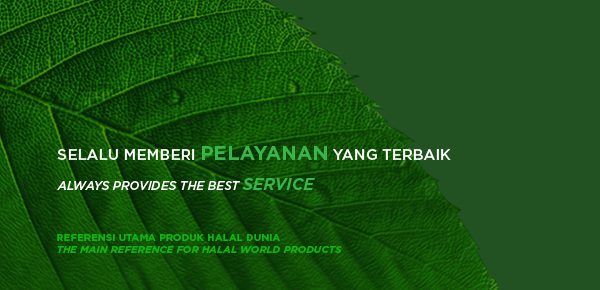 SELALU MEMBERI PELAYANAN YANG TERBAIK
ALWAYS PROVIDES THE BEST SERVICE
REFERENSI UTAMA PRODUK HALAL DUNIA
THE MAIN REFERENCE FOR HALAL WORLD PRODUCTS